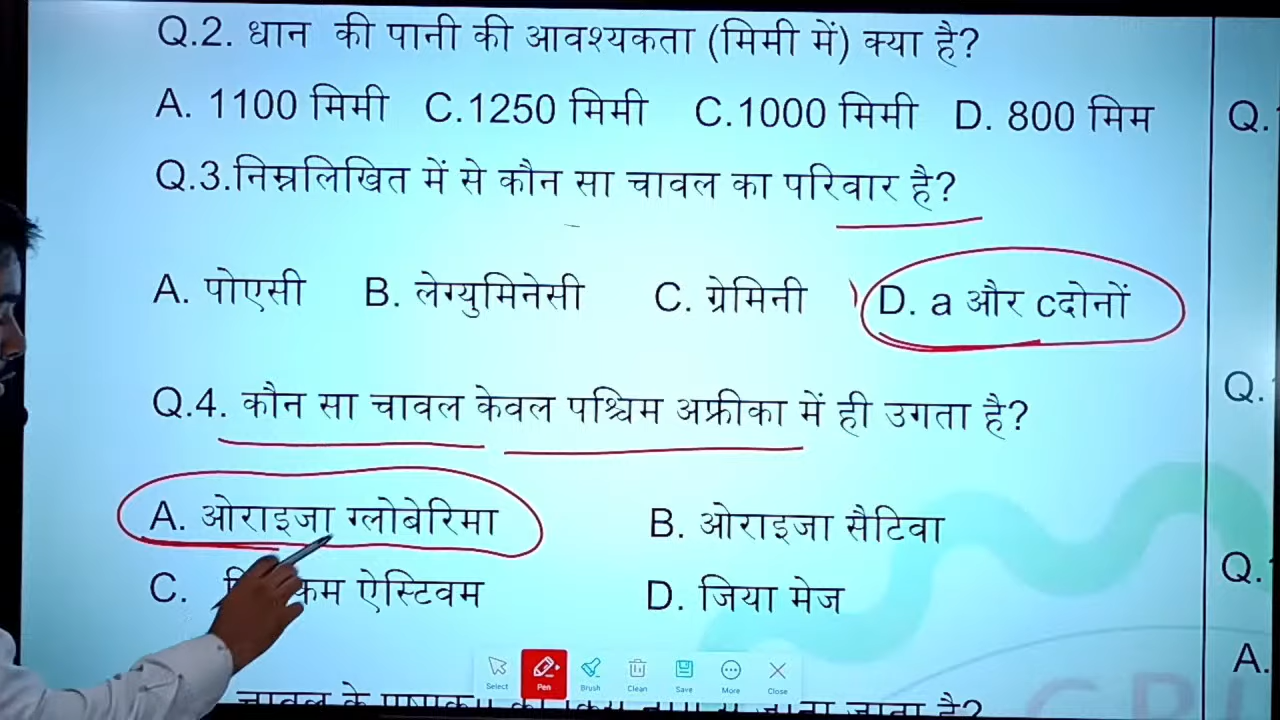 Q.2. धान की पानी की आवश्यकता (मिमी में) क्या है?
A. 1100 मिमी C.1250 मिमी C.1000 मिमी D. 800 मिम
Q.
Q.3.निम्नलिखित में से कौन सा चावल का परिवार है?
A. पोएसी B. लेग्युमिनेसी C. ग्रेमिनी D. a और cदोनों
Q.
Q.4. कौन सा चावल केवल पश्चिम अफ्रीका में ही उगता है?
A. ओराइजा ग्लोबेरिमा B. ओराइजा सैटिवा
Q.
C. ऐस्टिवम D. जिया मेज
A.
Select Pen Brush Clean Save More Close
चावल के जाना जाता है?